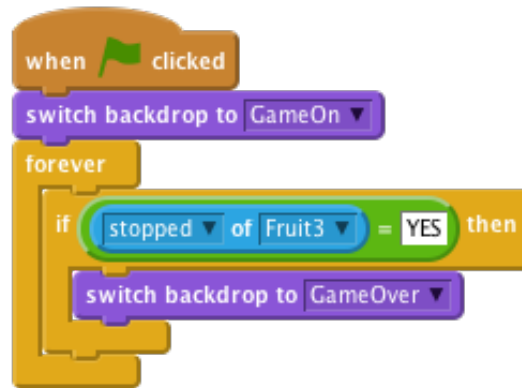 when clicked
switch backdrop to GameOn
forever
if stopped of Fruit3 = YES then
switch backdrop to GameOver